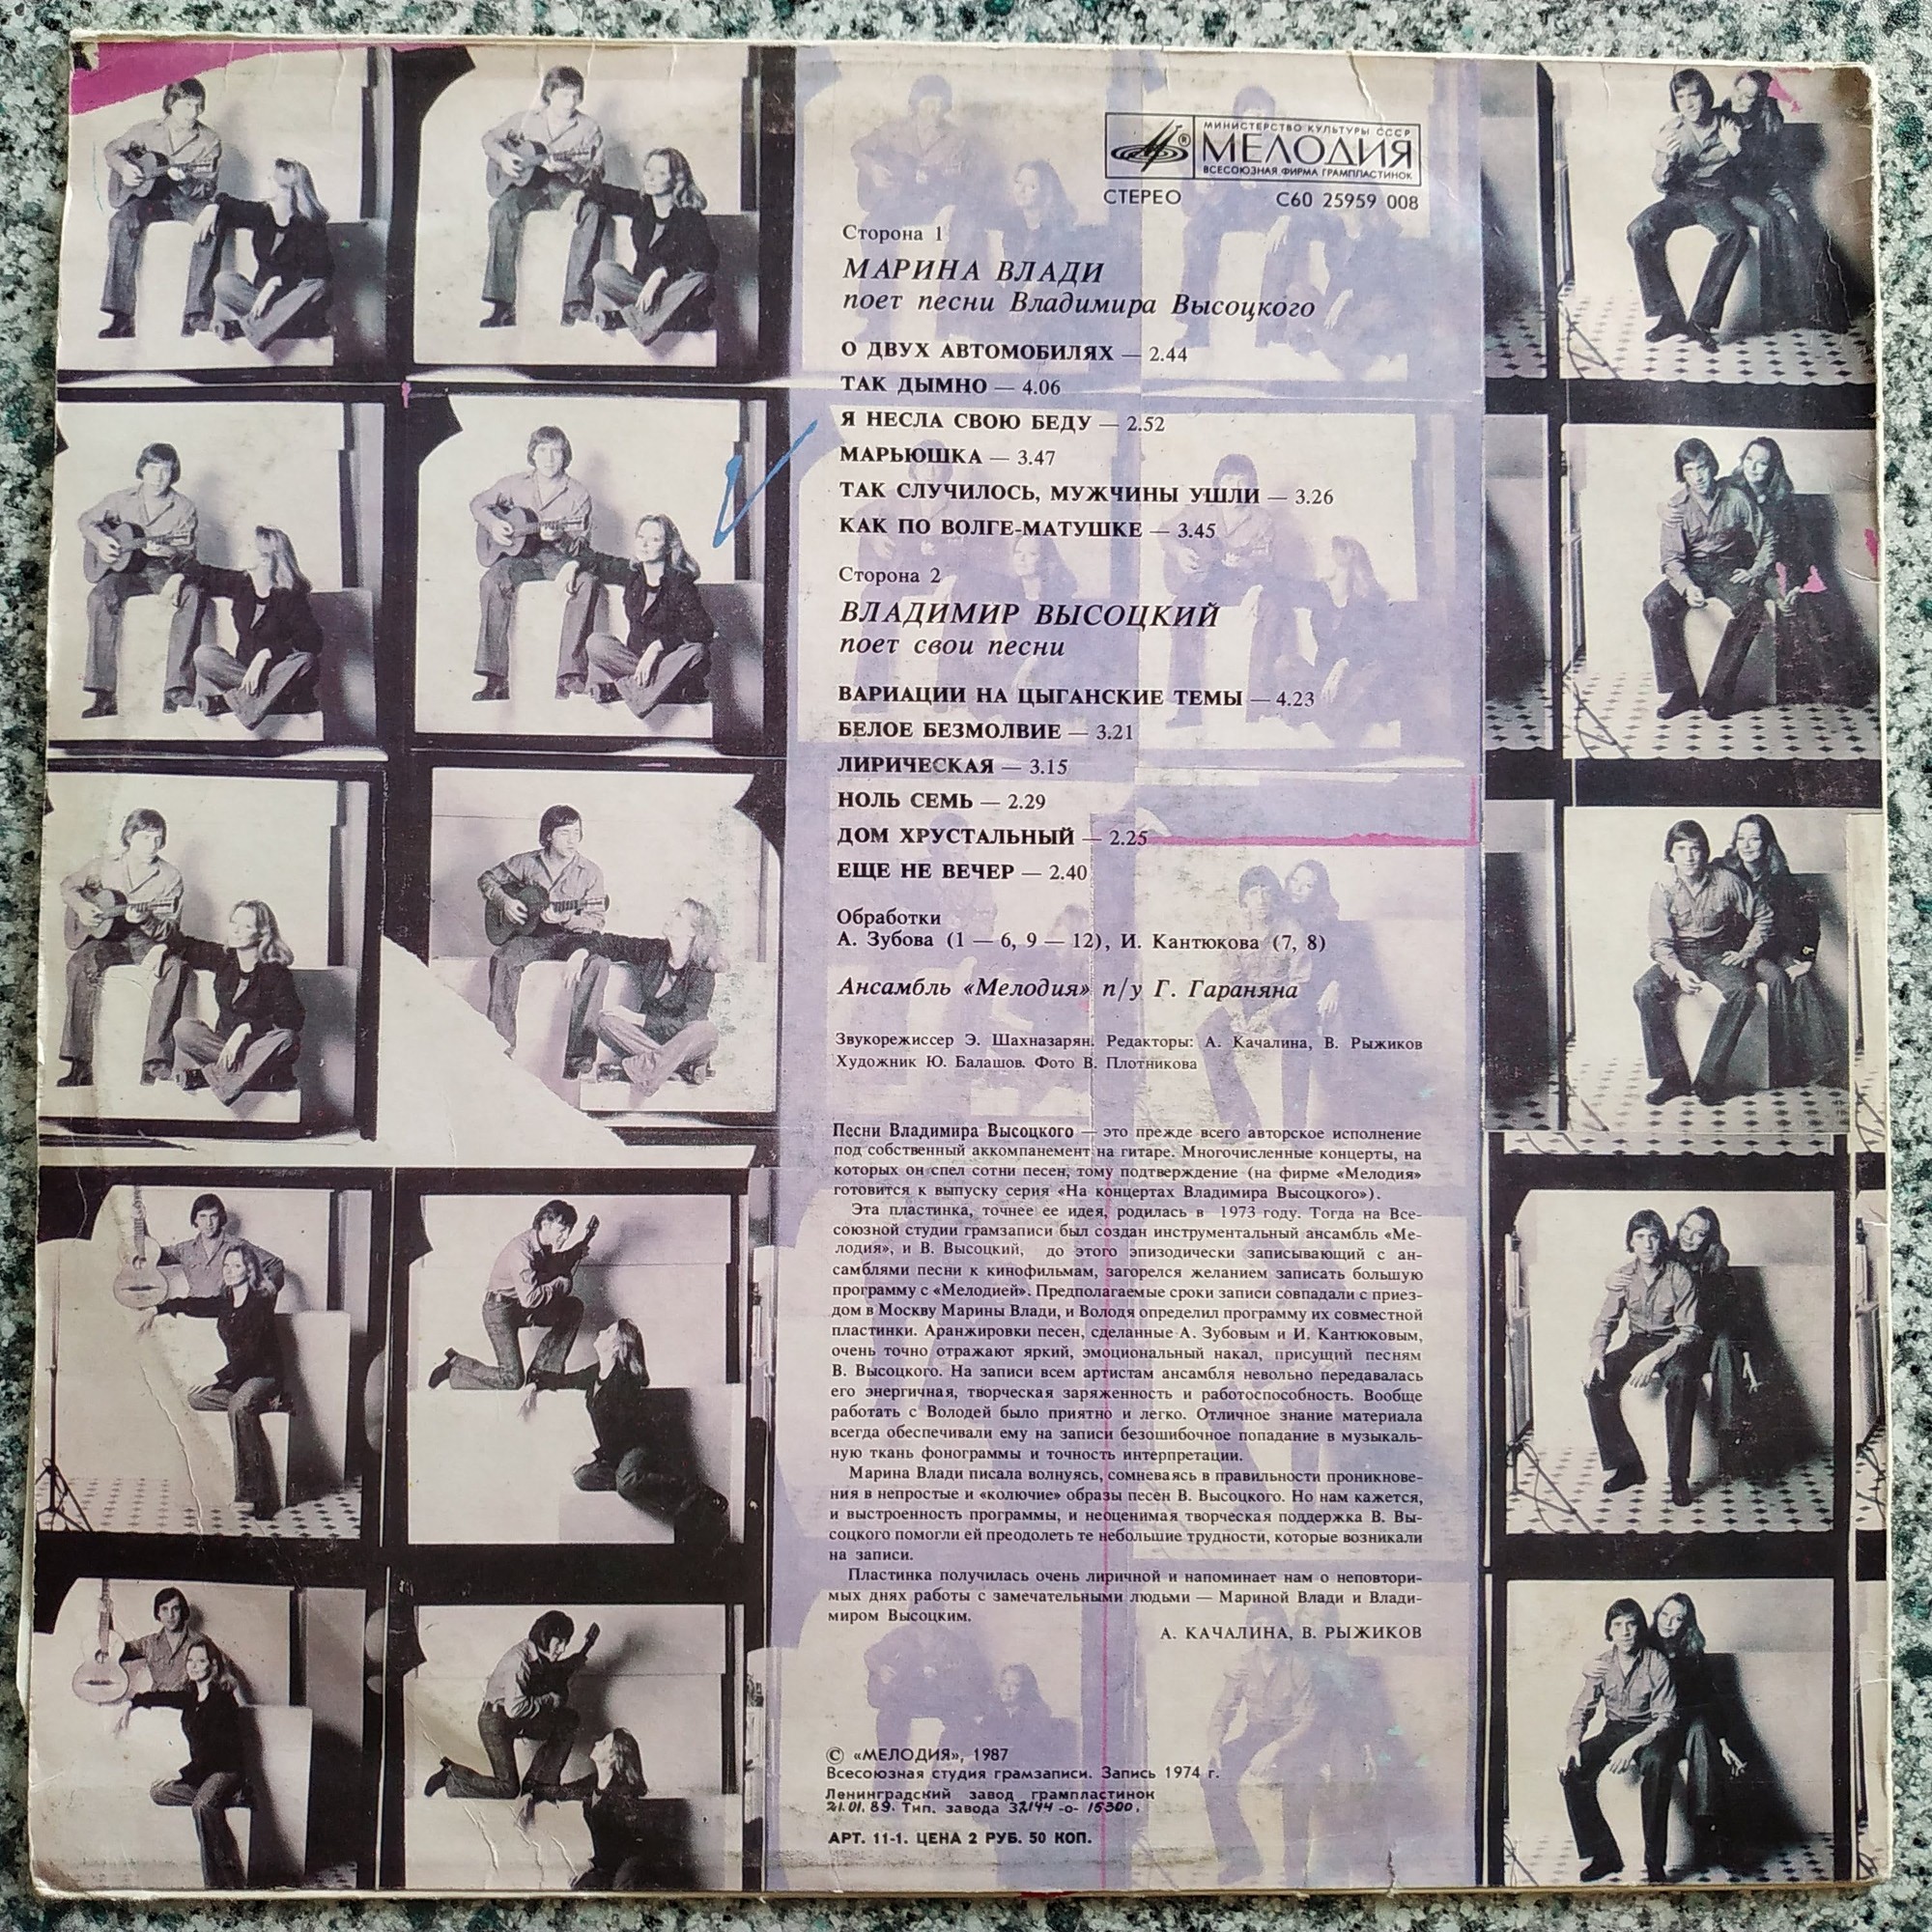 МИНИСТЕРСТВО КУЛЬТУРЫ СССР
МЕЛОДИЯ
ВСЕСОЮЗНАЯ ФИРМА ГРАМПЛАСТИНОК
СТЕРЕО С60 25959 008
Сторона 1
МАРИНА ВЛАДИ
поет песни Владимира Высоцкого
О ДВУХ АВТОМОБИЛЯХ — 2.44
ТАК ДЫМНО — 4.06
Я НЕСЛА СВОЮ БЕДУ — 2.52
МАРЬЮШКА — 3.47
ТАК СЛУЧИЛОСЬ, МУЖЧИНЫ УШЛИ — 3.26
КАК ПО ВОЛГЕ-МАТУШКЕ — 3.45
Сторона 2
ВЛАДИМИР ВЫСОЦКИЙ
поет свои песни
ВАРИАЦИИ НА ЦЫГАНСКИЕ ТЕМЫ — 4.23
БЕЛОЕ БЕЗМОЛВИЕ — 3.21
ЛИРИЧЕСКАЯ — 3.15
НОЛЬ СЕМЬ — 2.29
ДОМ ХРУСТАЛЬНЫЙ — 2.25
ЕЩЕ НЕ ВЕЧЕР — 2.40
Обработки
А. Зубова (1 — 6, 9 — 12), И. Кантюкова (7, 8)
Ансамбль «Мелодия» п/у Г. Гараняна
Звукорежиссер Э. Шахназарян. Редакторы: А. Качалина, В. Рыжиков
Художник Ю. Балашов. Фото В. Плотникова
Песни Владимира Высоцкого — это прежде всего авторское исполнение
под собственный аккомпанемент на гитаре. Многочисленные концерты, на
которых он спел сотни песен, тому подтверждение (на фирме «Мелодия»
готовится к выпуску серия «На концертах Владимира Высоцкого»).
Эта пластинка, точнее ее идея, родилась в 1973 году. Тогда на Все-
союзной студии грамзаписи был создан инструментальный ансамбль «Ме-
лодия», и В. Высоцкий, до этого эпизодически записывающий с ан-
самблями песни к кинофильмам, загорелся желанием записать большую
программу с «Мелодией». Предполагаемые сроки записи совпадали с приез-
дом в Москву Марины Влади, и Володя определил программу их совместной
пластинки. Аранжировки песен, сделанные А. Зубовым и И. Кантюковым,
очень точно отражают яркий, эмоциональный накал, присущий песням
В. Высоцкого. На записи всем артистам ансамбля невольно передавалась
его энергичная, творческая заряженность и работоспособность. Вообще
работать с Володей было приятно и легко. Отличное знание материала
всегда обеспечивали ему на записи безошибочное попадание в музыкаль-
ную ткань фонограммы и точность интерпретации.
Марина Влади писала волнуясь, сомневаясь в правильности проникнове-
ния в непростые и «колючие» образы песен В. Высоцкого. Но нам кажется,
и выстроенность программы, и неоценимая творческая поддержка В. Вы-
соцкого помогли ей преодолеть те небольшие трудности, которые возникали
на записи.
Пластинка получилась очень лиричной и напоминает нам о неповтори-
мых днях работы с замечательными людьми — Мариной Влади и Влади-
миром Высоцким.
А. КАЧАЛИНА, В. РЫЖИКОВ
© «МЕЛОДИЯ», 1987
Всесоюзная студия грамзаписи. Запись 1974 г.
Ленинградский завод грампластинок
21.01.89. Тип. завода 32144 -о- 15300.
АРТ. 11-1. ЦЕНА 2 РУБ. 50 КОП.